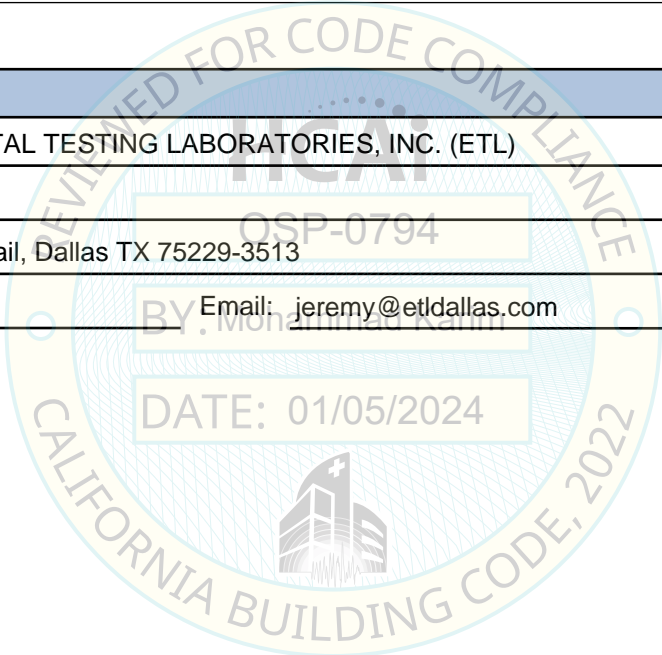 REVIEWED FOR CODE COMPLIANCE
HCAi
TAL TESTING LABORATORIES, INC. (ETL)
OSP-0794
ail, Dallas TX 75229-3513
Email: jeremy@etldallas.com
BY: Mohammad Karim
DATE: 01/05/2024
CALIFORNIA BUILDING CODE, 2022